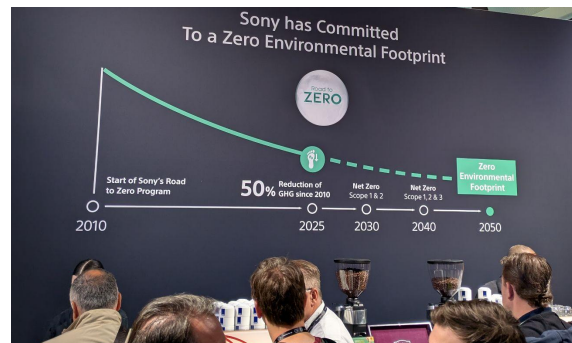 Sony has Committed
To a Zero Environmental Footprint
Road to
ZERO
Zero
Environmental
Footprint
Start of Sony's Road
to Zero Program
50% Reduction of
GHG since 2010
Net Zero
Scope 1 & 2
Net Zero
Scope 1, 2 & 3
2010
2025
2030
2040
2050